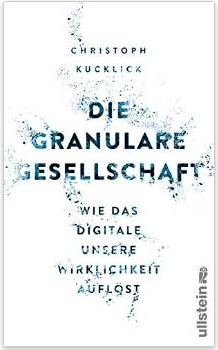 CHRISTOPH
KUCKLICK
DIE
GRANULARE
GESELLSCHAFT
WIE DAS
DIGITALE
UNSERE
WIRKLICHKEIT
AUFLÖST
ullstein